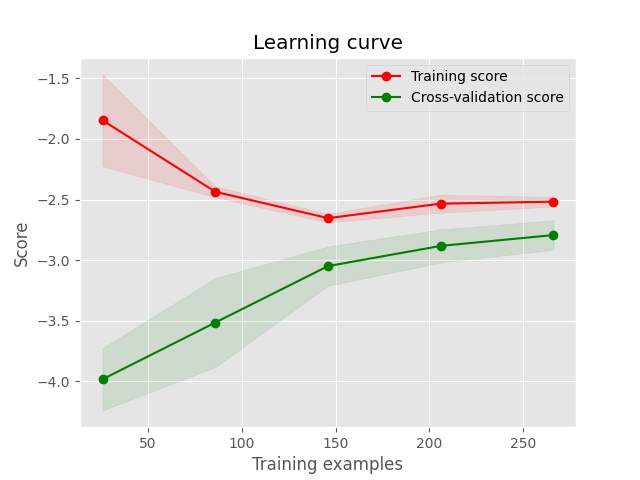 Learning curve
Training score
Cross-validation score
−1.5
−2.0
−2.5
−3.0
−3.5
−4.0
Score
50 100 150 200 250
Training examples